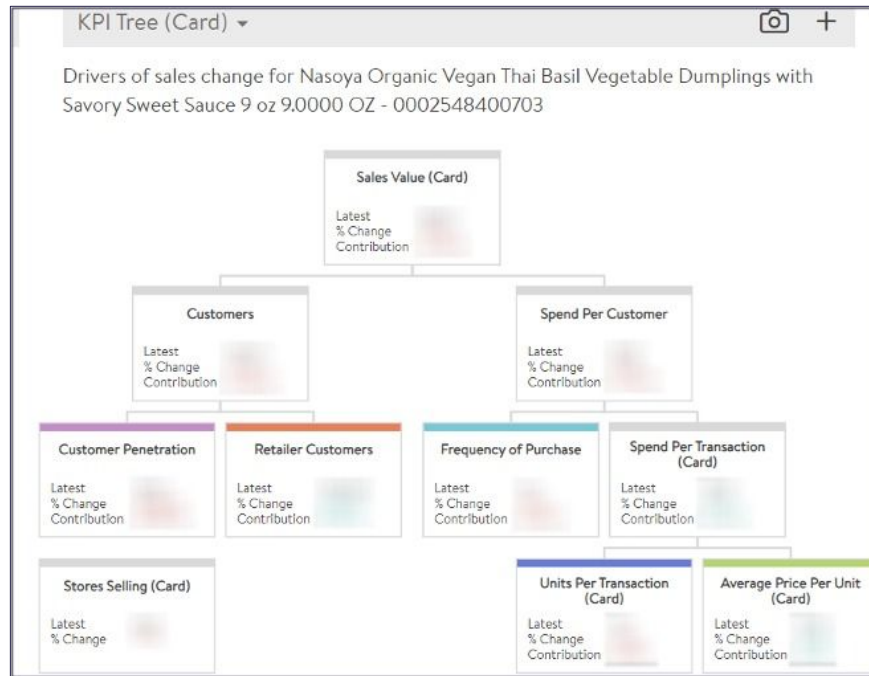 KPI Tree (Card)
Drivers of sales change for Nasoya Organic Vegan Thai Basil Vegetable Dumplings with
Savory Sweet Sauce 9 oz 9.0000 OZ - 0002548400703
Sales Value (Card)
Latest
% Change
Contribution
Customers
Latest
% Change
Contribution
Spend Per Customer
Latest
% Change
Contribution
Customer Penetration
Latest
% Change
Contribution
Retailer Customers
Latest
% Change
Contribution
Frequency of Purchase
Latest
% Change
Contribution
Spend Per Transaction
(Card)
Latest
% Change
Contribution
Stores Selling (Card)
Latest
% Change
Units Per Transaction
(Card)
Latest
% Change
Contribution
Average Price Per Unit
(Card)
Latest
% Change
Contribution